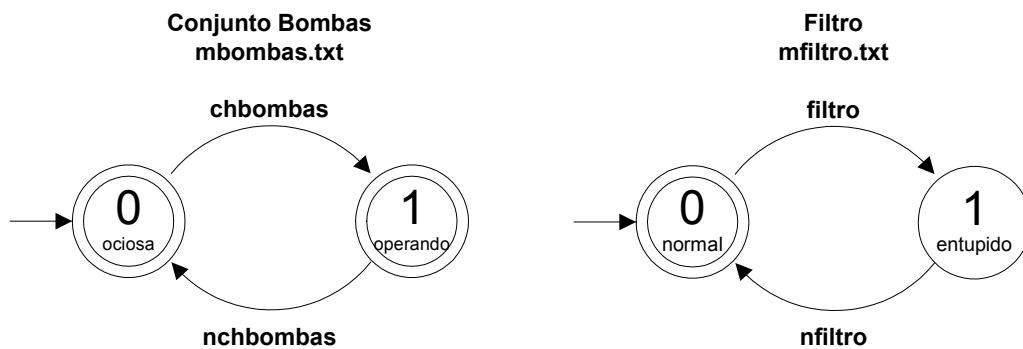 Conjunto Bombas
mbombas.txt
chbombas
0
ociosa
1
operando
nchbombas
Filtro
mfiltro.txt
filtro
0
normal
1
entupido
nfiltro